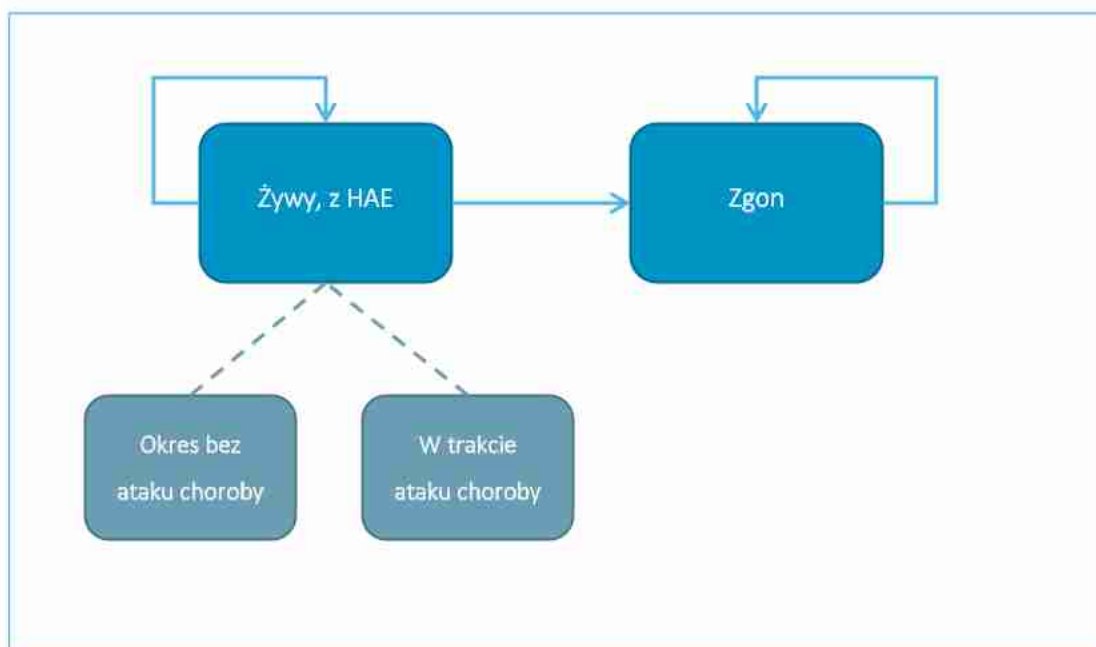 Żywy, z HAE
Zgon
Okres bez
ataku choroby
W trakcie
ataku choroby